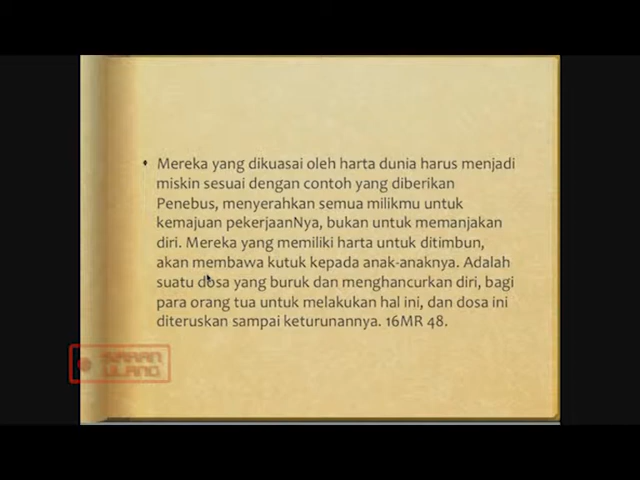 • Mereka yang dikuasai oleh harta dunia harus menjadi
miskin sesuai dengan contoh yang diberikan
Penebus, menyerahkan semua milikmu untuk
kemajuan pekerjaanNya, bukan untuk memanjakan
diri. Mereka yang memiliki harta untuk ditimbun,
akan membawa kutuk kepada anak-anaknya. Adalah
suatu dosa yang buruk dan menghancurkan diri, bagi
para orang tua untuk melakukan hal ini, dan dosa ini
diteruskan sampai keturunannya. 16MR 48.
SIARAN
ULANG